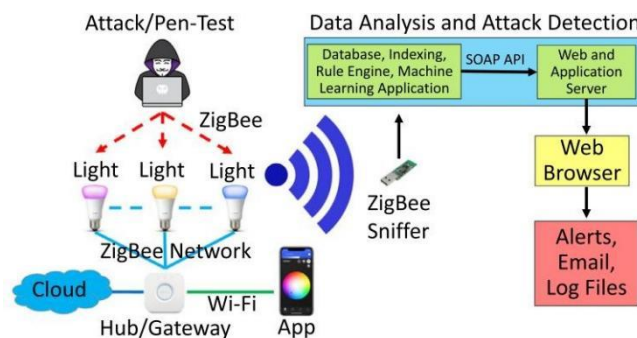 Attack/Pen-Test
ZigBee
Light
Light
Light
ZigBee Network
Cloud
Wi-Fi
Hub/Gateway
App
Data Analysis and Attack Detection
Database, Indexing,
Rule Engine, Machine
Learning Application
SOAP API
Web and
Application
Server
ZigBee
Sniffer
Web
Browser
Alerts,
Email,
Log Files